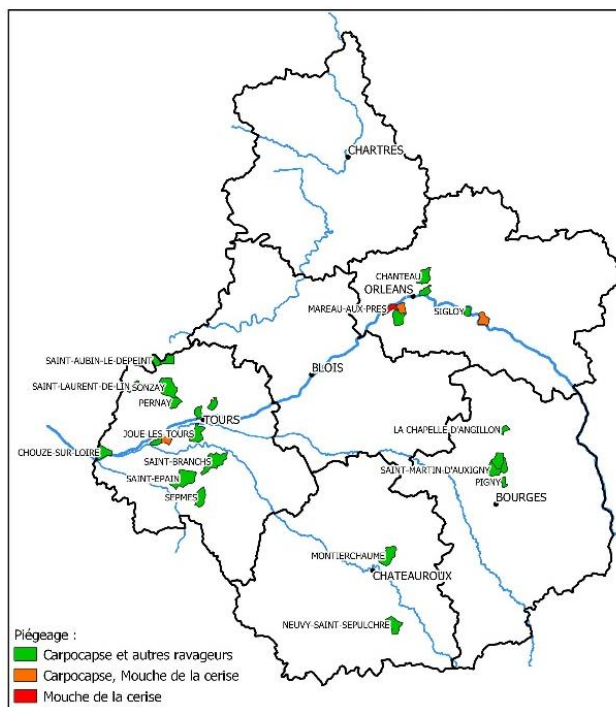 CHARTRES
CHANTEAU
ORLEANS
MAREAU-AUX-PRES
SIGLOY
SAINT-AUBIN-LE-DEPEINT
BLOIS
SAINT-LAURENT-DE-LIN
SONZAY
PERNAY
TOURS
JOUE LES TOURS
LA CHAPELLE D'ANGILLON
CHOUZE-SUR-LOIRE
SAINT-BRANCHS
SAINT-MARTIN-D'AUXIGNY
SAINT-EPAIN
PIGNY
SEPMES
BOURGES
MONTIERCHAUME
CHATEAUROUX
NEUVY-SAINT-SEPULCHRE
Piégeage :
Carpocapse et autres ravageurs
Carpocapse, Mouche de la cerise
Mouche de la cerise